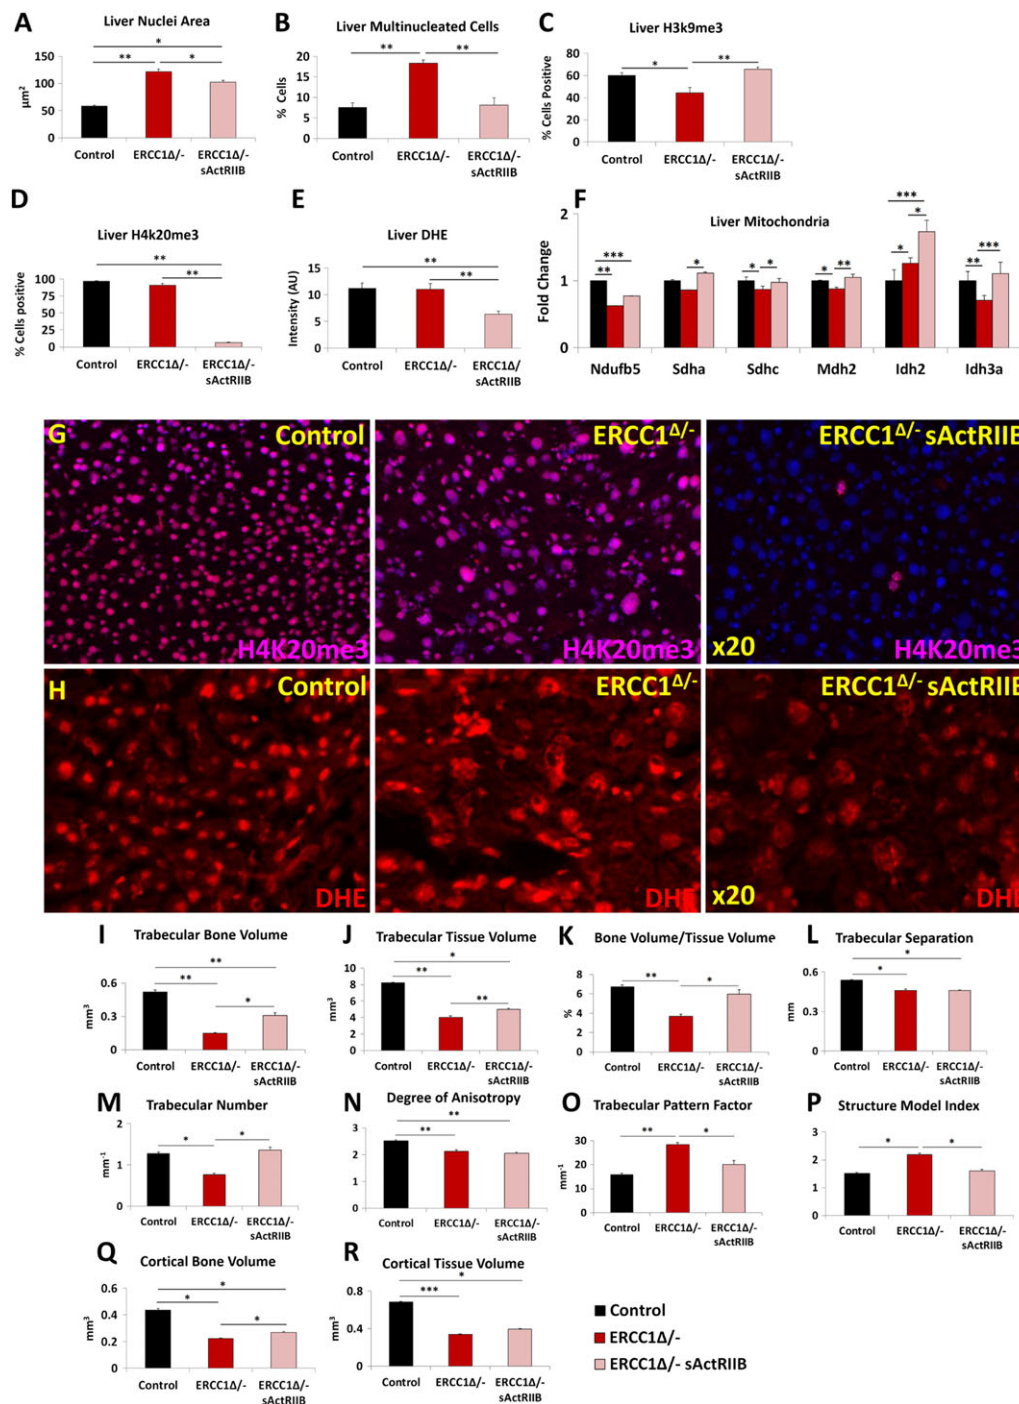 A
Liver Nuclei Area
µm²
150
100
50
0
*
**
*
Control
ERCC1Δ/-
ERCC1Δ/-
sActRIIB
B
Liver Multinucleated Cells
% Cells
20
15
10
5
0
**
**
Control
ERCC1Δ/-
ERCC1Δ/-
sActRIIB
C
Liver H3k9me3
% Cells Positive
80
60
40
20
0
*
**
Control
ERCC1Δ/-
ERCC1Δ/-
sActRIIB
D
Liver H4k20me3
% Cells positive
100
75
50
25
0
**
**
Control
ERCC1Δ/-
ERCC1Δ/-
sActRIIB
E
Liver DHE
Intensity (AU)
15
10
5
0
**
**
Control
ERCC1Δ/-
ERCC1Δ/
sActRIIB
F
Liver Mitochondria
Fold Change
2
1
0
***
**
*
*
*
*
**
***
*
*
***
**
Ndufb5
Sdha
Sdhc
Mdh2
Idh2
Idh3a
G
Control
H4K20me3
ERCC1Δ/-
H4K20me3
ERCC1Δ/- sActRIIB
x20
H4K20me3
H
Control
DHE
ERCC1Δ/-
DHE
ERCC1Δ/- sActRIIB
x20
DHE
I
Trabecular Bone Volume
mm³
0.6
0.3
0
**
**
*
Control
ERCC1Δ/-
ERCC1Δ/-
sActRIIB
J
Trabecular Tissue Volume
mm³
10
8
6
4
2
0
*
**
**
Control
ERCC1Δ/-
ERCC1Δ/-
sActRIIB
K
Bone Volume/Tissue Volume
%
8
6
4
2
0
**
*
Control
ERCC1Δ/-
ERCC1Δ/-
sActRIIB
L
Trabecular Separation
mm
0.6
0.3
0
*
*
Control
ERCC1Δ/-
ERCC1Δ/-
sActRIIB
M
Trabecular Number
mm⁻¹
2
1
0
*
*
Control
ERCC1Δ/-
ERCC1Δ/-
sActRIIB
N
Degree of Anisotropy
3
2
1
0
**
**
Control
ERCC1Δ/-
ERCC1Δ/-
sActRIIB
O
Trabecular Pattern Factor
mm⁻¹
30
20
10
0
**
*
Control
ERCC1Δ/-
ERCC1Δ/-
sActRIIB
P
Structure Model Index
3
2
1
0
*
*
Control
ERCC1Δ/-
ERCC1Δ/-
sActRIIB
Q
Cortical Bone Volume
mm³
0.6
0.4
0.2
0
*
*
*
Control
ERCC1Δ/-
ERCC1Δ/-
sActRIIB
R
Cortical Tissue Volume
mm³
0.8
0.4
0
*
***
Control
ERCC1Δ/-
ERCC1Δ/-
sActRIIB
Control
ERCC1Δ/-
ERCC1Δ/- sActRIIB